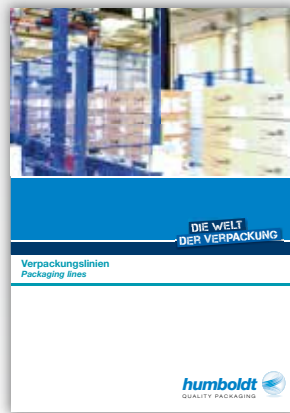 DIE WELT
DER VERPACKUNG
Verpackungslinien
Packaging lines
humboldt
QUALITY PACKAGING